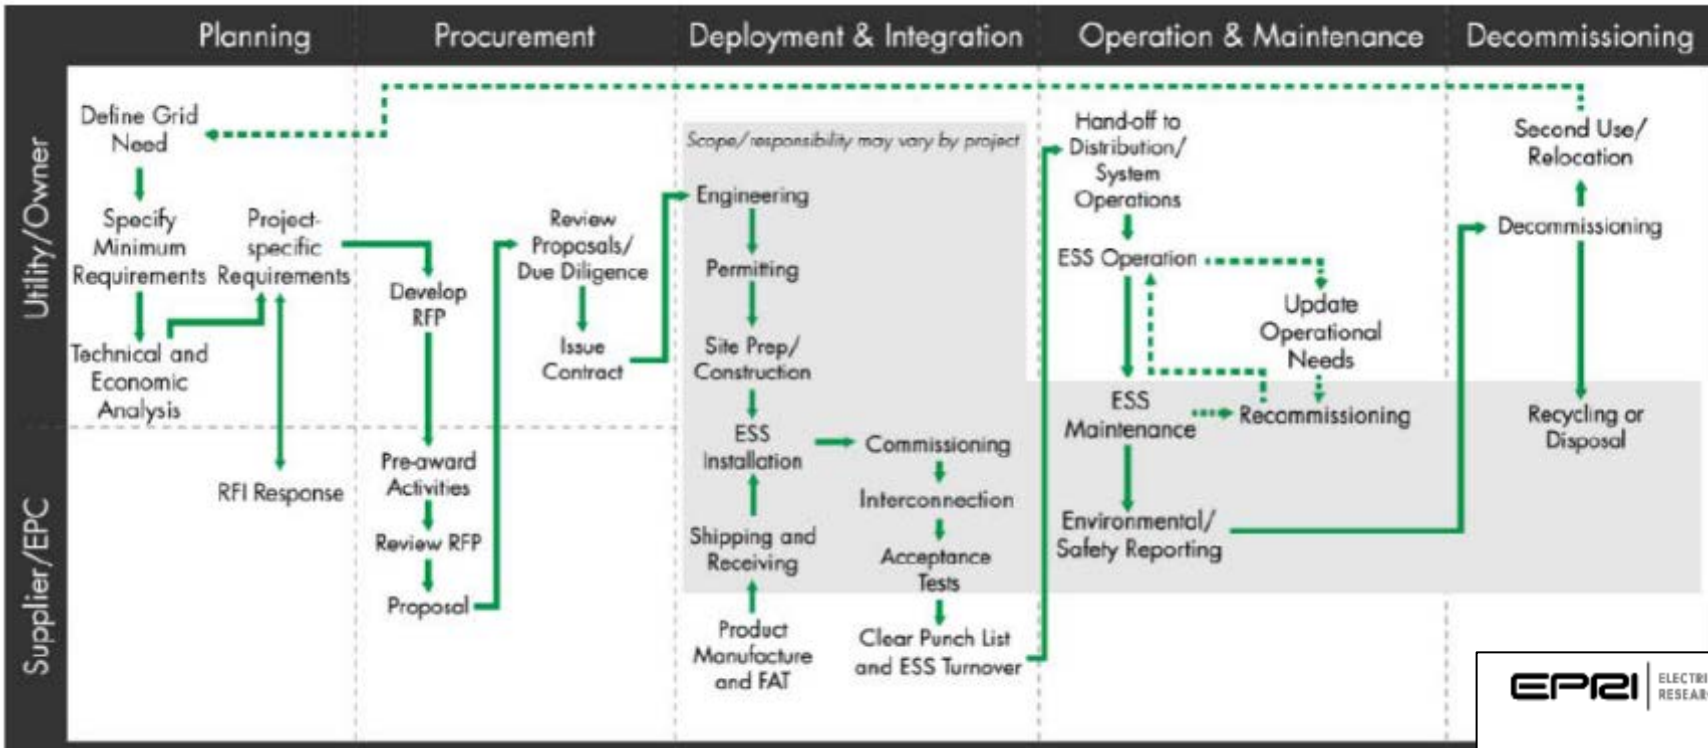 Planning
Procurement
Deployment & Integration
Operation & Maintenance
Decommissioning
Utility/Owner
Supplier/EPC
Define Grid
Need
Specify
Minimum
Requirements
Technical and
Economic
Analysis
Project-
specific
Requirements
RFI Response
Develop
RFP
Pre-award
Activities
Review RFP
Proposal
Review
Proposals/
Due Diligence
Issue
Contract
Scope/responsibility may vary by project
Engineering
Permitting
Site Prep/
Construction
ESS
Installation
Shipping and
Receiving
Product
Manufacture
and FAT
Commissioning
Interconnection
Acceptance
Tests
Clear Punch List
and ESS Turnover
Hand-off to
Distribution/
System
Operations
ESS Operation
Update
Operational
Needs
ESS
Maintenance
Recommissioning
Environmental/
Safety Reporting
Second Use/
Relocation
Decommissioning
Recycling or
Disposal
EPRI